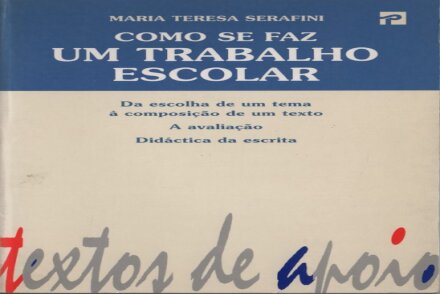 MARIA TERESA SERAFINI
COMO SE FAZ
UM TRABALHO
ESCOLAR
Da escolha de um tema
à composição de um texto
A avaliação
Didáctica da escrita
textos de apoio